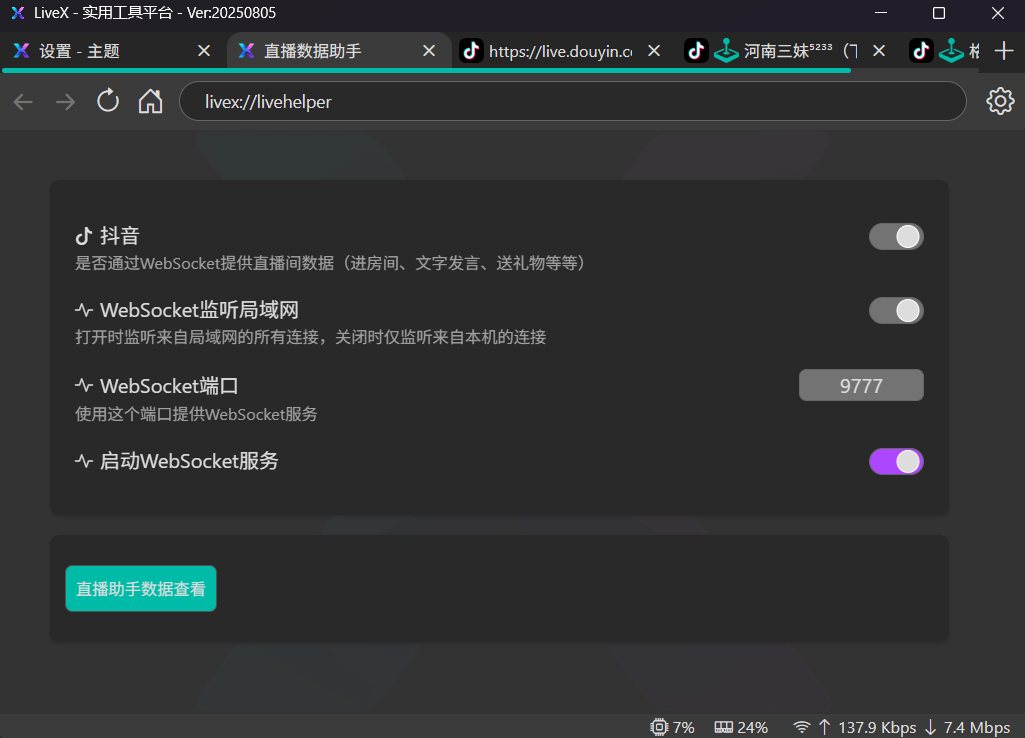 LiveX - 实用工具平台 - Ver:20250805
设置 - 主题
直播数据助手
https://live.douyin.co
河南三妹⁵²³³
livex://livehelper
抖音
是否通过WebSocket提供直播间数据（进房间、文字发言、送礼物等等）
WebSocket监听局域网
打开时监听来自局域网的所有连接，关闭时仅监听来自本机的连接
WebSocket端口
9777
使用这个端口提供WebSocket服务
启动WebSocket服务
直播助手数据查看
7% 24% ↑ 137.9 Kbps ↓ 7.4 Mbps